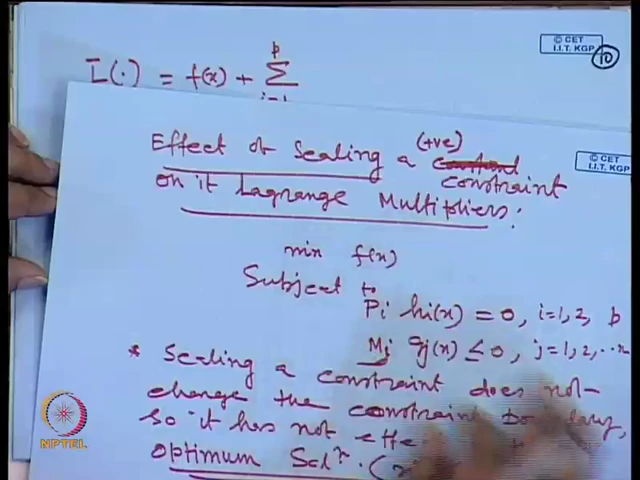 © CET
I.I.T. KGP
10
L(·) = f(x) + p Σ i=1
Effect of Scaling a (+ve) constraint
© CET
I.I.T. KGP
on it Lagrange Multipliers:
min f(x)
Subject to
Pi hi(x) = 0, i=1, 2, p
Mj gj(x) ≤ 0, j=1, 2, ..
* Scaling a constraint does not-
change the constraint
so it has not effe
optimum Solⁿ. (
NPTEL